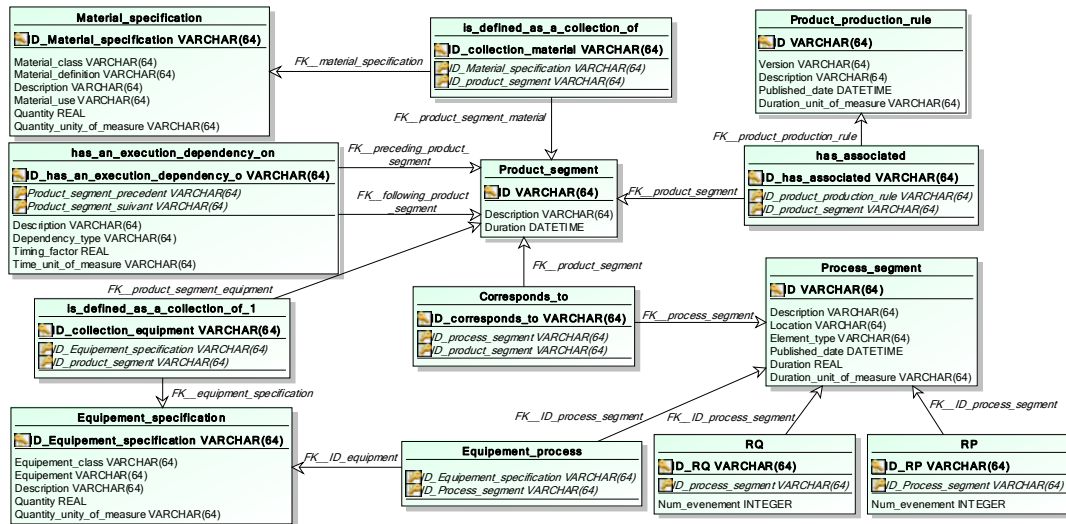 Material_specification
ID_Material_specification VARCHAR(64)
Material_class VARCHAR(64)
Material_definition VARCHAR(64)
Description VARCHAR(64)
Material_use VARCHAR(64)
Quantity REAL
Quantity_unity_of_measure VARCHAR(64)
FK__material_specification
is_defined_as_a_collection_of
ID_collection_material VARCHAR(64)
ID_Material_specification VARCHAR(64)
ID_product_segment VARCHAR(64)
FK__product_segment_material
Product_production_rule
ID VARCHAR(64)
Version VARCHAR(64)
Description VARCHAR(64)
Published_date DATETIME
Duration_unit_of_measure VARCHAR(64)
FK__product_production_rule
has_an_execution_dependency_on
ID_has_an_execution_dependency_o VARCHAR(64)
Product_segment_precedent VARCHAR(64)
Product_segment_suivant VARCHAR(64)
Description VARCHAR(64)
Dependency_type VARCHAR(64)
Timing_factor REAL
Time_unit_of_measure VARCHAR(64)
FK__preceding_product_
segment
FK__following_product
_segment
Product_segment
ID VARCHAR(64)
Description VARCHAR(64)
Duration DATETIME
FK__product_segment
has_associated
ID_has_associated VARCHAR(64)
ID_product_production_rule VARCHAR(64)
ID_product_segment VARCHAR(64)
FK__product_segment_equipment
FK__product_segment
is_defined_as_a_collection_of_1
ID_collection_equipment VARCHAR(64)
ID_Equipement_specification VARCHAR(64)
ID_product_segment VARCHAR(64)
FK__equipment_specification
Corresponds_to
ID_corresponds_to VARCHAR(64)
ID_process_segment VARCHAR(64)
ID_product_segment VARCHAR(64)
FK__process_segment
Process_segment
ID VARCHAR(64)
Description VARCHAR(64)
Location VARCHAR(64)
Element_type VARCHAR(64)
Published_date DATETIME
Duration REAL
Duration_unit_of_measure VARCHAR(64)
FK__ID_process_segment
FK__ID_process_segment
FK__ID_process_segment
Equipement_specification
ID_Equipement_specification VARCHAR(64)
Equipement_class VARCHAR(64)
Equipement VARCHAR(64)
Description VARCHAR(64)
Quantity REAL
Quantity_unity_of_measure VARCHAR(64)
FK__ID_equipment
Equipement_process
ID_Equipement_specification VARCHAR(64)
ID_Process_segment VARCHAR(64)
RQ
ID_RQ VARCHAR(64)
ID_process_segment VARCHAR(64)
Num_evenement INTEGER
RP
ID_RP VARCHAR(64)
ID_Process_segment VARCHAR(64)
Num_evenement INTEGER